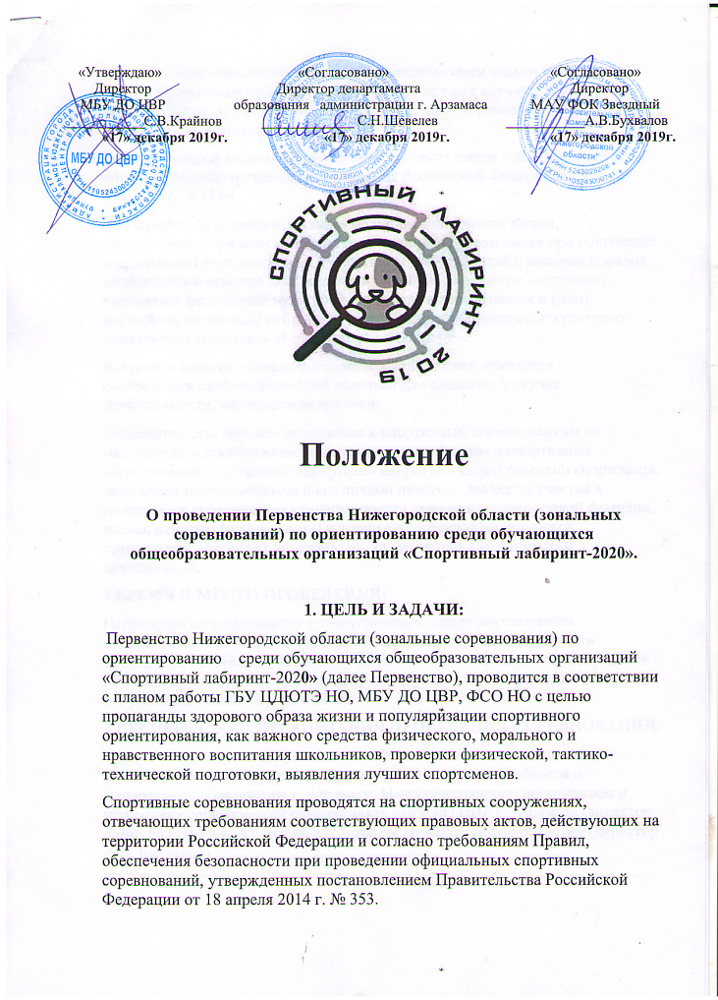 «Утверждаю» «Согласовано» «Согласовано»
Директор Директор департамента Директор
МБУ ДО ЦВР образования администрации г. Арзамаса МАУ ФОК Звездный
С.В.Крайнов С.Н.Шевелев А.В.Бухвалов
«17» декабря 2019г. «17» декабря 2019г. «17» декабря 2019г.
МБУ ДО ЦВР
ОГРН 1105243000323
СПОРТИВНЫЙ ЛАБИРИНТ 2019
Положение
О проведении Первенства Нижегородской области (зональных
соревнований) по ориентированию среди обучающихся
общеобразовательных организаций «Спортивный лабиринт-2020».
1. ЦЕЛЬ И ЗАДАЧИ:
Первенство Нижегородской области (зональные соревнования) по
ориентированию среди обучающихся общеобразовательных организаций
«Спортивный лабиринт-2020» (далее Первенство), проводится в соответствии
с планом работы ГБУ ЦДЮТЭ НО, МБУ ДО ЦВР, ФСО НО с целью
пропаганды здорового образа жизни и популяризации спортивного
ориентирования, как важного средства физического, морального и
нравственного воспитания школьников, проверки физической, тактико-
технической подготовки, выявления лучших спортсменов.
Спортивные соревнования проводятся на спортивных сооружениях,
отвечающих требованиям соответствующих правовых актов, действующих на
территории Российской Федерации и согласно требованиям Правил,
обеспечения безопасности при проведении официальных спортивных
соревнований, утвержденных постановлением Правительства Российской
Федерации от 18 апреля 2014 г. № 353.